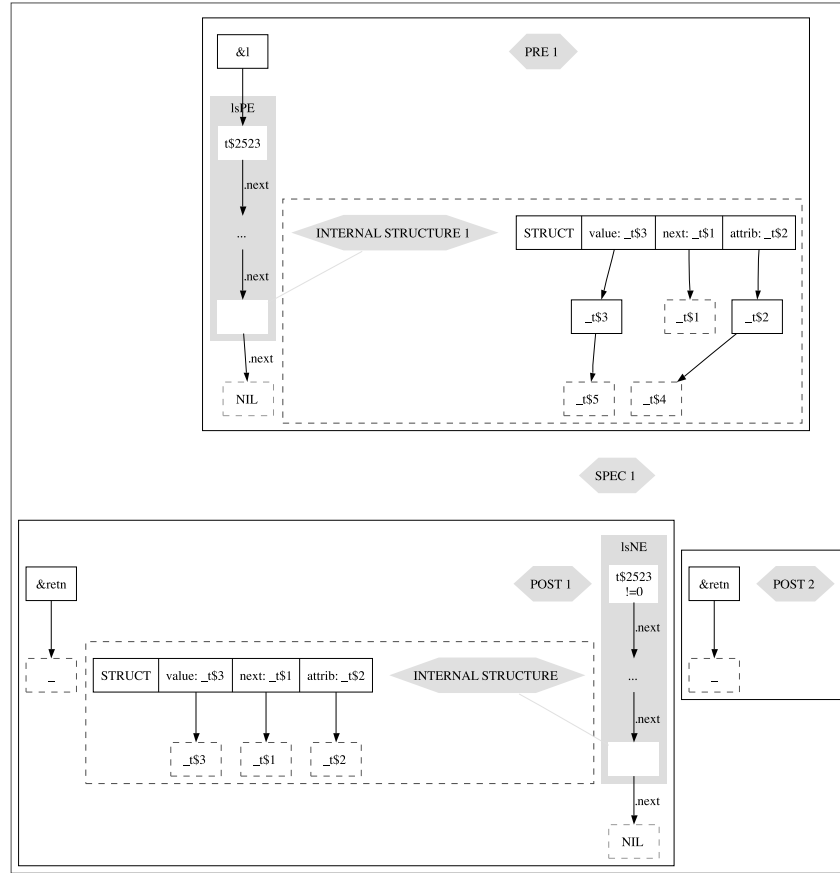 &l
PRE 1
lsPE
t$2523
.next
...
.next
INTERNAL STRUCTURE 1
STRUCT value: _t$3 next: _t$1 attrib: _t$2
_t$3 _t$1 _t$2
.next
NIL
_t$5 _t$4
SPEC 1
lsNE
&retn
POST 1
t$2523
!=0
&retn
POST 2
.next
_
STRUCT value: _t$3 next: _t$1 attrib: _t$2
INTERNAL STRUCTURE
...
_
.next
_t$3 _t$1 _t$2
.next
NIL